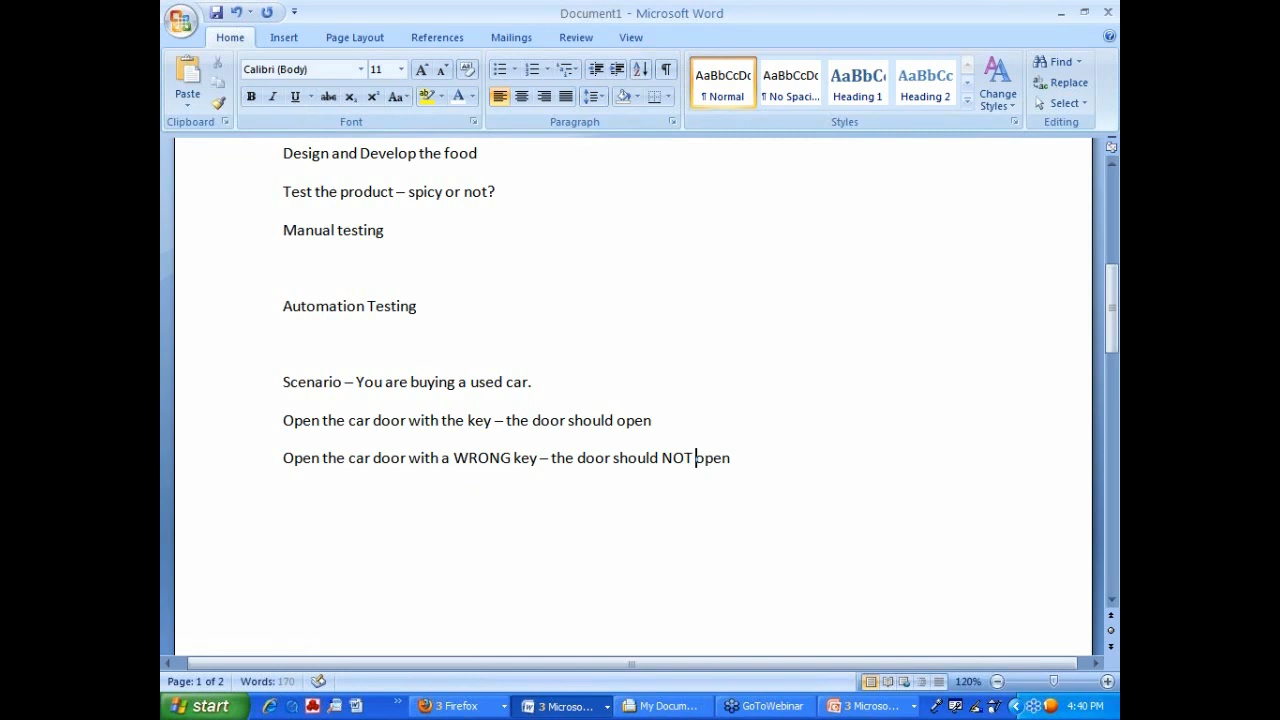 Document1 - Microsoft Word
Home Insert Page Layout References Mailings Review View
Paste
Calibri (Body) 11
AaBbCcDc AaBbCcDc AaBbC AaBbCc
¶ Normal ¶ No Spaci... Heading 1 Heading 2
Change Styles
Find
Replace
Select
Clipboard Font Paragraph Styles Editing
Design and Develop the food
Test the product – spicy or not?
Manual testing
Automation Testing
Scenario – You are buying a used car.
Open the car door with the key – the door should open
Open the car door with a WRONG key – the door should NOT open
Page: 1 of 2 Words: 170 120%
start 3 Firefox 3 Microso... My Docum... GoToWebinar 3 Microso... 4:40 PM